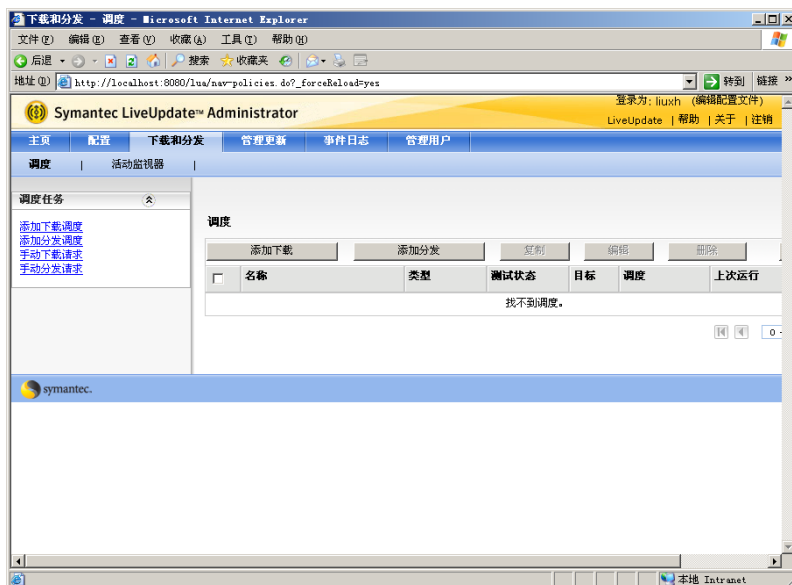 下载和分发 - 调度 - Microsoft Internet Explorer
文件(F) 编辑(E) 查看(V) 收藏(A) 工具(T) 帮助(H)
后退 搜索 收藏夹
地址(D) http://localhost:8080/lua/nav-policies.do?_forceReload=yes 转到 链接 »
Symantec LiveUpdate™ Administrator
登录为: liuxh (编辑配置文件)
LiveUpdate | 帮助 | 关于 | 注销
主页 配置 下载和分发 管理更新 事件日志 管理用户
调度 | 活动监视器 |
调度任务
添加下载调度
添加分发调度
手动下载请求
手动分发请求
调度
添加下载 添加分发 复制 编辑 删除
名称 类型 测试状态 目标 调度 上次运行
找不到调度。
0 -
symantec.
本地 Intranet